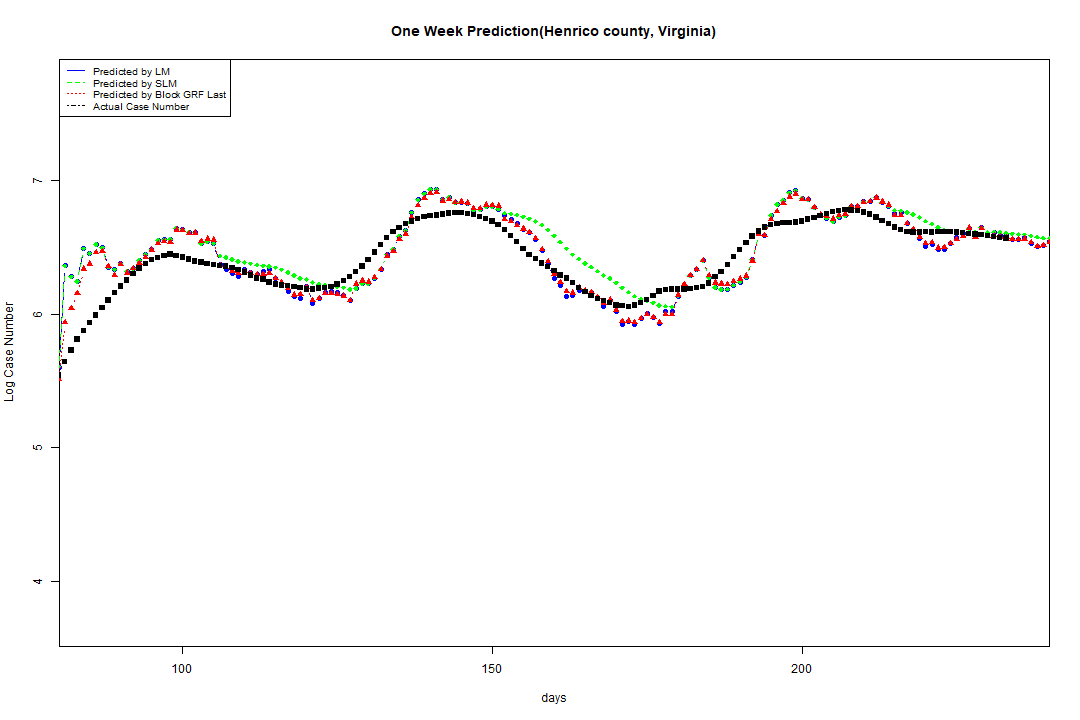 One Week Prediction(Henrico county, Virginia)
Predicted by LM
Predicted by SLM
Predicted by Block GRF Last
Actual Case Number
7
6
5
4
Log Case Number
100 150 200
days